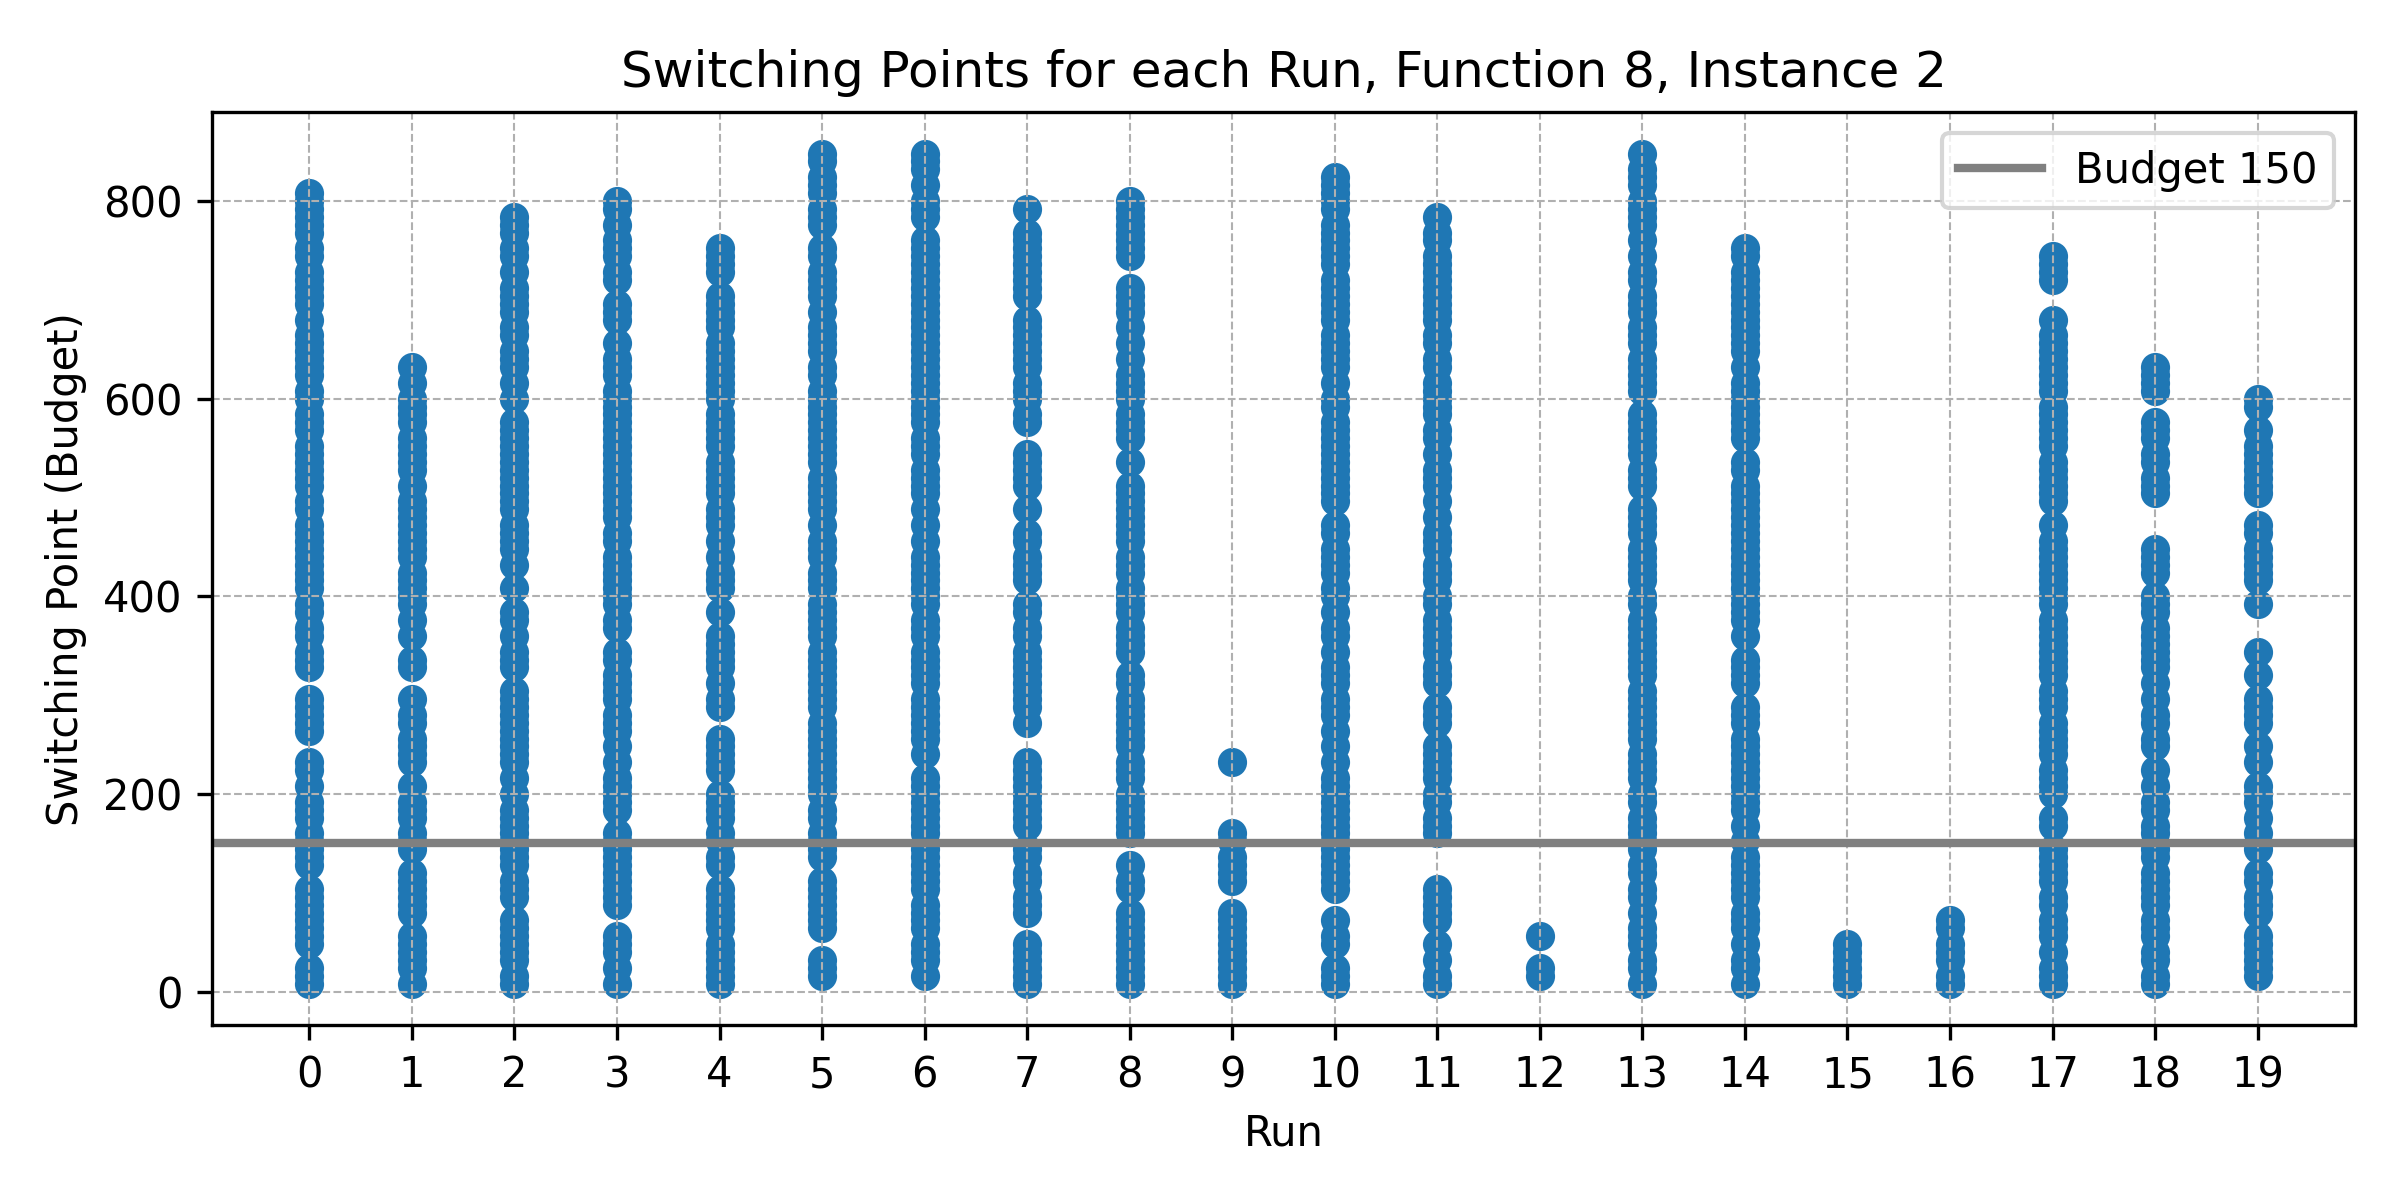 Switching Points for each Run, Function 8, Instance 2
Budget 150
Switching Point (Budget)
800
600
400
200
0
0 1 2 3 4 5 6 7 8 9 10 11 12 13 14 15 16 17 18 19
Run